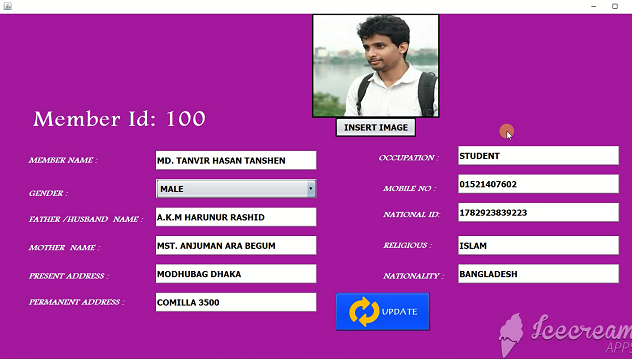 INSERT IMAGE
Member Id: 100
MEMBER NAME : MD. TANVIR HASAN TANSHEN
OCCUPATION : STUDENT
GENDER : MALE
MOBILE NO : 01521407602
FATHER /HUSBAND NAME : A.K.M HARUNUR RASHID
NATIONAL ID: 1782923839223
MOTHER NAME : MST. ANJUMAN ARA BEGUM
RELIGIOUS : ISLAM
PRESENT ADDRESS : MODHUBAG DHAKA
NATIONALITY : BANGLADESH
PERMANENT ADDRESS : COMILLA 3500
UPDATE
Icecream
APPS